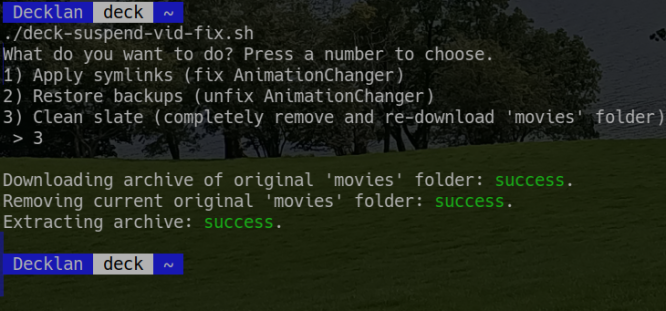 Decklan deck ~
./deck-suspend-vid-fix.sh
What do you want to do? Press a number to choose.
1) Apply symlinks (fix AnimationChanger)
2) Restore backups (unfix AnimationChanger)
3) Clean slate (completely remove and re-download 'movies' folder)
> 3
Downloading archive of original 'movies' folder: success.
Removing current original 'movies' folder: success.
Extracting archive: success.
Decklan deck ~